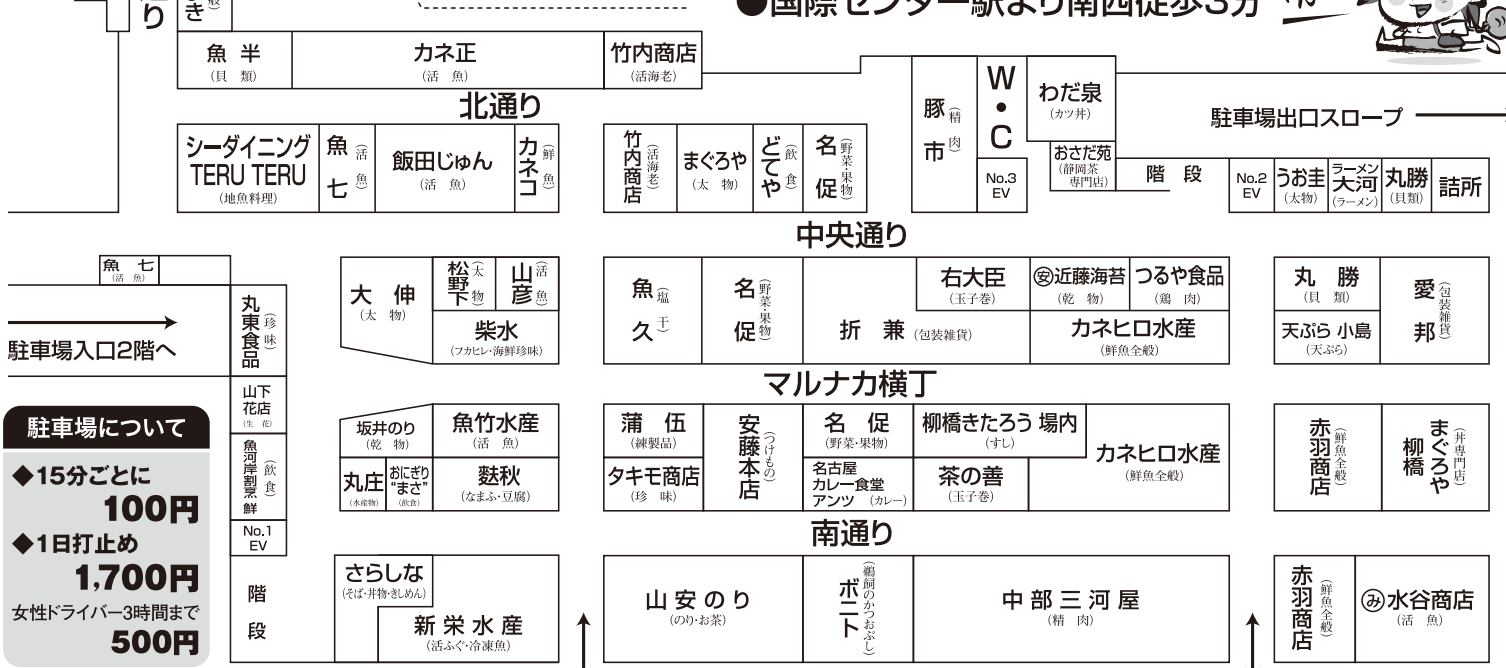 ●国際センター駅より南西徒歩3分
魚半
(貝類)
カネ正
(活魚)
竹内商店
(活海老)
北通り
シーダイニング
TERU TERU
(地魚料理)
魚七
(活魚)
飯田じゅん
(活魚)
カネコ
(鮮魚)
竹内商店
(活海老)
まぐろや
(太物)
どてや
(飲食)
名促
(野菜・果物)
豚市
(精肉)
W・C
No.3
EV
わだ泉
(カツ丼)
おさだ苑
(静岡茶
専門店)
階段
駐車場出口スロープ
No.2
EV
うお圭
(太物)
ラーメン
大河
(ラーメン)
丸勝
(貝類)
詰所
中央通り
魚七
(活魚)
駐車場入口2階へ
丸東食品
(珍味)
山下
花店
(生花)
魚河岸割烹 鮮
(飲食)
No.1
EV
階段
大伸
(太物)
松野下
(太物)
山彦
(活魚)
柴水
(フカヒレ・海鮮珍味)
魚久
(塩干)
名促
(野菜・果物)
折兼
(包装雑貨)
右大臣
(玉子巻)
㊛近藤海苔
(乾物)
つるや食品
(鶏肉)
カネヒロ水産
(鮮魚全般)
丸勝
(貝類)
天ぷら 小島
(天ぷら)
愛邦
(包装雑貨)
マルナカ横丁
坂井のり
(乾物)
魚竹水産
(活魚)
丸庄
(水産物)
おにぎり
“まさ”
(飲食)
麩秋
(なまふ・豆腐)
蒲伍
(練製品)
タキモ商店
(珍味)
安藤本店
(つけもの)
名促
(野菜・果物)
名古屋
カレー食堂
アンツ (カレー)
柳橋きたろう 場内
(すし)
茶の善
(玉子巻)
カネヒロ水産
(鮮魚全般)
赤羽商店
(鮮魚全般)
まぐろや
柳橋
(丼専門店)
南通り
さらしな
(そば・丼物・きしめん)
新栄水産
(活ふぐ・冷凍魚)
山安のり
(のり・お茶)
ボニト
(鵜飼のかつおぶし)
中部三河屋
(精肉)
赤羽商店
(鮮魚全般)
㋯水谷商店
(活魚)
駐車場について
◆15分ごとに
100円
◆1日打止め
1,700円
女性ドライバー3時間まで
500円